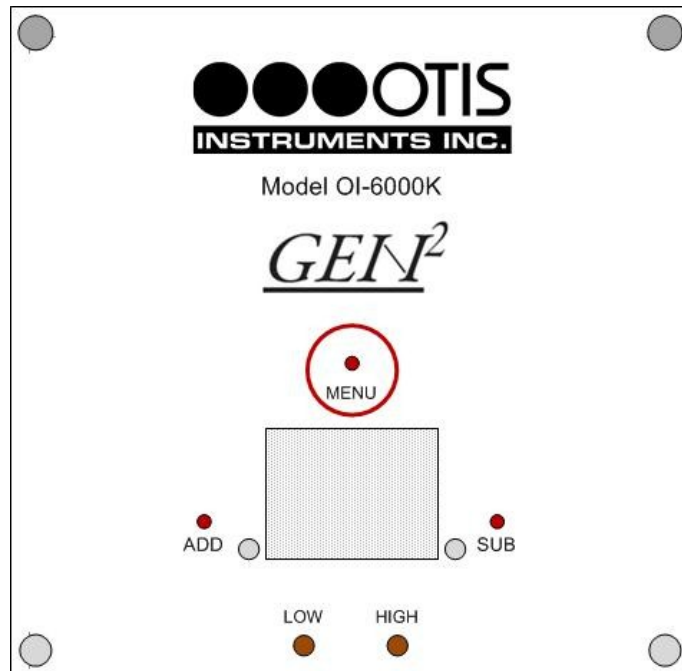 OTIS
INSTRUMENTS INC.
Model OI-6000K
GEN²
MENU
ADD
SUB
LOW HIGH